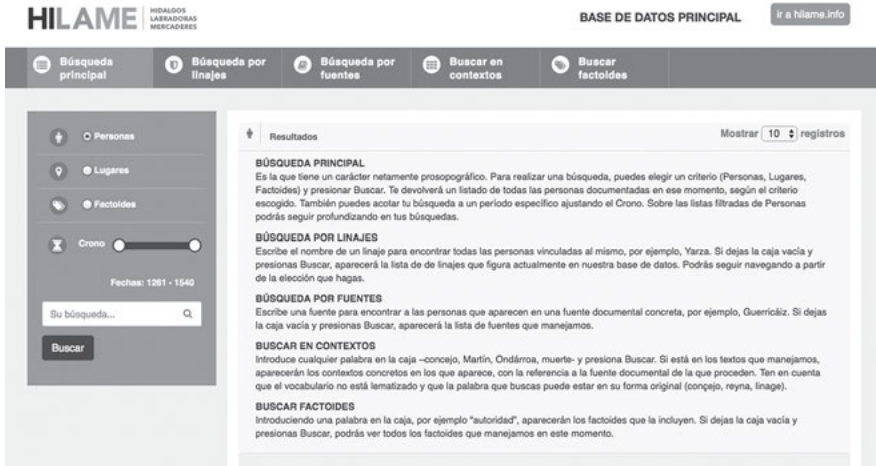 HILAME
HIDALGOS
LABRADORAS
MERCADERES
BASE DE DATOS PRINCIPAL
ir a hilame.info
Búsqueda
principal
Búsqueda por
linajes
Búsqueda por
fuentes
Buscar en
contextos
Buscar
factoides
Personas
Lugares
Factoides
Crono
Fechas: 1261 - 1540
Su búsqueda...
Buscar
Resultados
Mostrar 10 registros
BÚSQUEDA PRINCIPAL
Es la que tiene un carácter netamente prosopográfico. Para realizar una búsqueda, puedes elegir un criterio (Personas, Lugares,
Factoides) y presionar Buscar. Te devolverá un listado de todas las personas documentadas en ese momento, según el criterio
escogido. También puedes acotar tu búsqueda a un período específico ajustando el Crono. Sobre las listas filtradas de Personas
podrás seguir profundizando en tus búsquedas.
BÚSQUEDA POR LINAJES
Escribe el nombre de un linaje para encontrar todas las personas vinculadas al mismo, por ejemplo, Yarza. Si dejas la caja vacía y
presionas Buscar, aparecerá la lista de de linajes que figura actualmente en nuestra base de datos. Podrás seguir navegando a partir
de la elección que hagas.
BÚSQUEDA POR FUENTES
Escribe una fuente para encontrar a las personas que aparecen en una fuente documental concreta, por ejemplo, Guerricáiz. Si dejas
la caja vacía y presionas Buscar, aparecerá la lista de fuentes que manejamos.
BUSCAR EN CONTEXTOS
Introduce cualquier palabra en la caja –concejo, Martín, Ondárroa, muerte- y presiona Buscar. Si está en los textos que manejamos,
aparecerán los contextos concretos en los que aparece, con la referencia a la fuente documental de la que proceden. Ten en cuenta
que el vocabulario no está lematizado y que la palabra que buscas puede estar en su forma original (conçejo, reyna, linage).
BUSCAR FACTOIDES
Introduciendo una palabra en la caja, por ejemplo "autoridad", aparecerán los factoides que la incluyen. Si dejas la caja vacía y
presionas Buscar, podrás ver todos los factoides que manejamos en este momento.